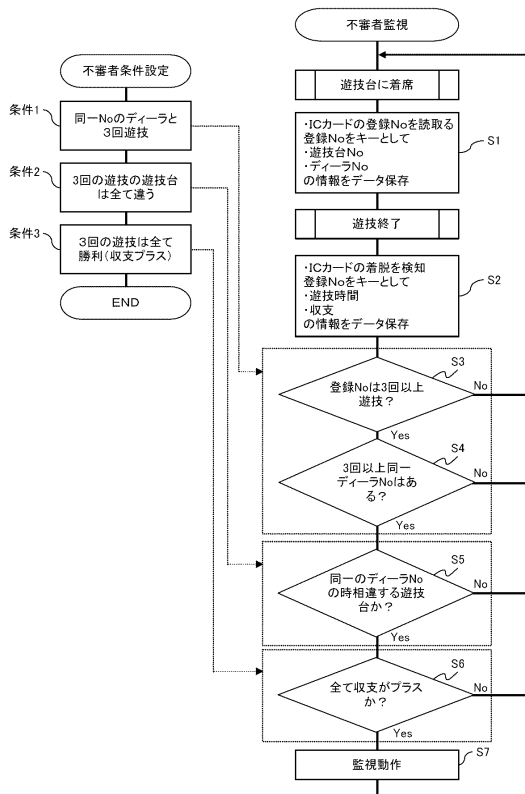 不審者条件設定
条件1
同一Noのディーラと
3回遊技
条件2
3回の遊技の遊技台
は全て違う
条件3
3回の遊技は全て
勝利(収支プラス)
END
不審者監視
遊技台に着席
・ICカードの登録Noを読取る
登録Noをキーとして
・遊技台No
・ディーラNo
の情報をデータ保存
S1
遊技終了
・ICカードの着脱を検知
登録Noをキーとして
・遊技時間
・収支
の情報をデータ保存
S2
登録Noは3回以上
遊技?
S3
No
Yes
3回以上同一
ディーラNoはあ
る?
S4
No
Yes
同一のディーラNo
の時相違する遊技
台か?
S5
No
Yes
全て収支がプラス
か?
S6
No
Yes
監視動作
S7